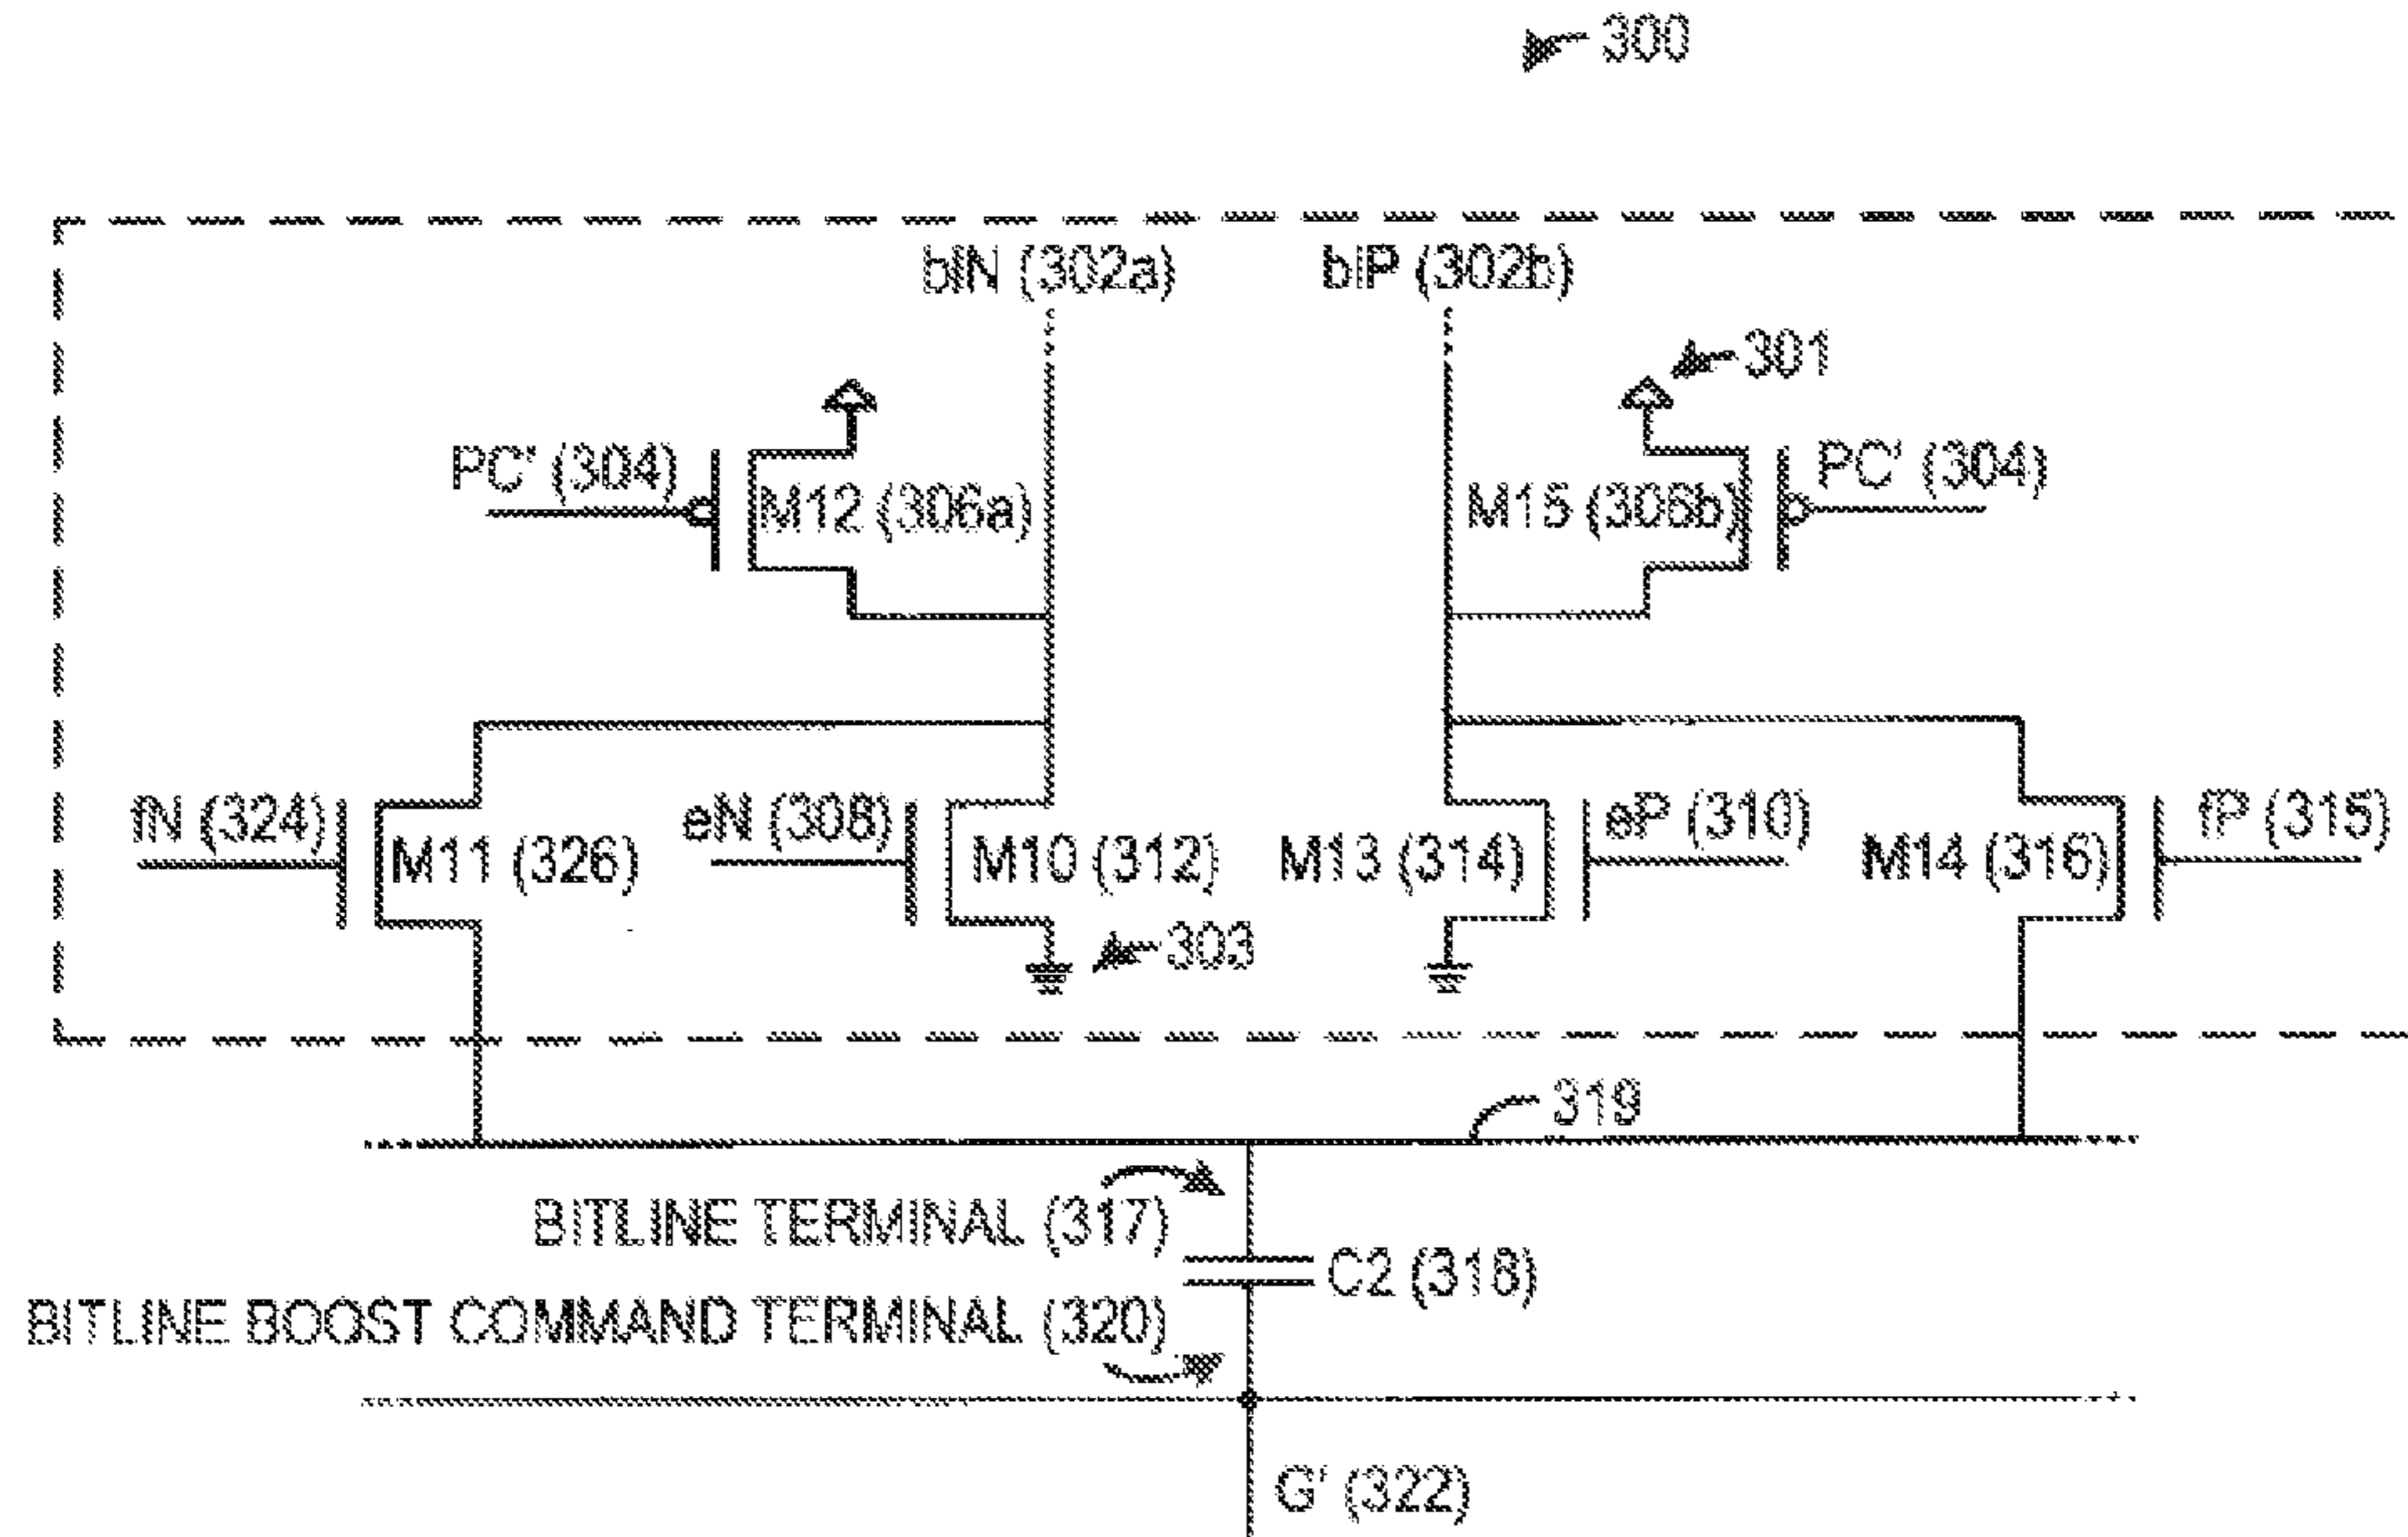 300
blN (302a)
blP (302b)
301
PC' (304)
M12 (306a)
M15 (306b)
PC' (304)
fN (324)
M11 (326)
eN (308)
M10 (312)
M13 (314)
eP (310)
M14 (316)
fP (315)
303
319
BITLINE TERMINAL (317)
C2 (318)
BITLINE BOOST COMMAND TERMINAL (320)
G' (322)